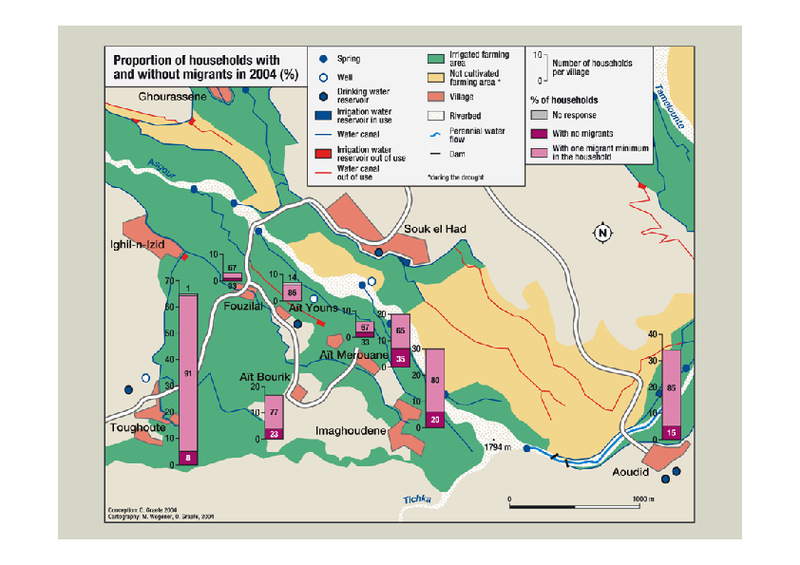 Proportion of households with
and without migrants in 2004 (%)
Spring
Well
Drinking water
reservoir
Irrigation water
reservoir in use
Water canal
Irrigation water
reservoir out of use
Water canal
out of use
Irrigated farming
area
Not cultivated
farming area *
Village
Riverbed
Perennial water
flow
Dam
*during the drought
10
0
Number of households
per village
% of households
No response
With no migrants
With one migrant minimum
in the household
Ghourassene
Assour
Tamoloutite
Souk el Had
N
Ighil-n-Izid
Fouzilal
Aït Youns
Aït Merouane
Aït Bourik
Toughoute
Imaghoudene
Aoudid
1794 m
Tichka
70
60
50
40
30
20
10
0
1
91
8
10
0
67
33
10
0
14
86
10
0
67
33
20
10
0
65
35
30
20
10
0
80
20
20
10
0
77
23
40
30
20
10
0
85
15
0
1000 m
Conception: C. Graefe 2004
Cartography: M. Wegener, O. Graefe, 2004